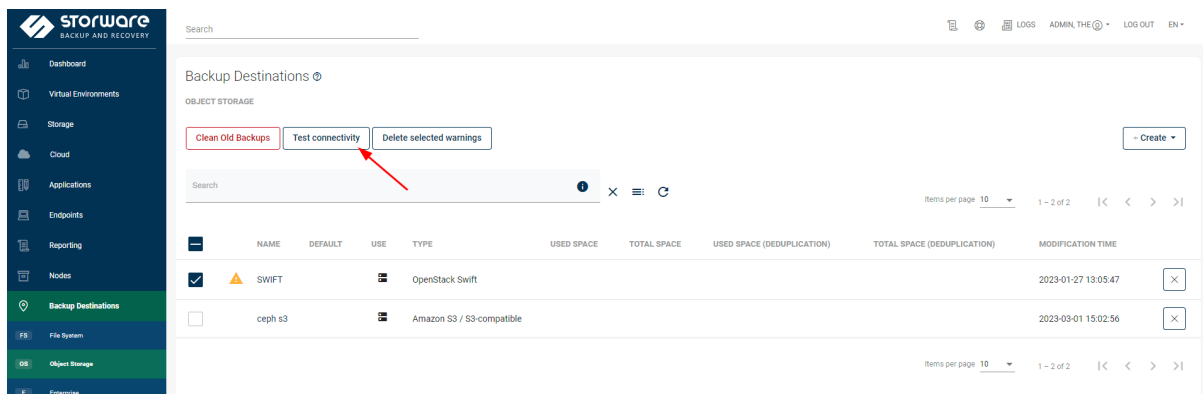 storware
BACKUP AND RECOVERY
Search
LOGS ADMIN, THE LOG OUT EN
Dashboard
Virtual Environments
Storage
Cloud
Applications
Endpoints
Reporting
Nodes
Backup Destinations
FS File System
OS Object Storage
E Enterprise
Backup Destinations
OBJECT STORAGE
Clean Old Backups Test connectivity Delete selected warnings + Create
Search
Items per page 10 1 – 2 of 2
NAME DEFAULT USE TYPE USED SPACE TOTAL SPACE USED SPACE (DEDUPLICATION) TOTAL SPACE (DEDUPLICATION) MODIFICATION TIME
SWIFT OpenStack Swift 2023-01-27 13:05:47
ceph s3 Amazon S3 / S3-compatible 2023-03-01 15:02:56
Items per page 10 1 – 2 of 2